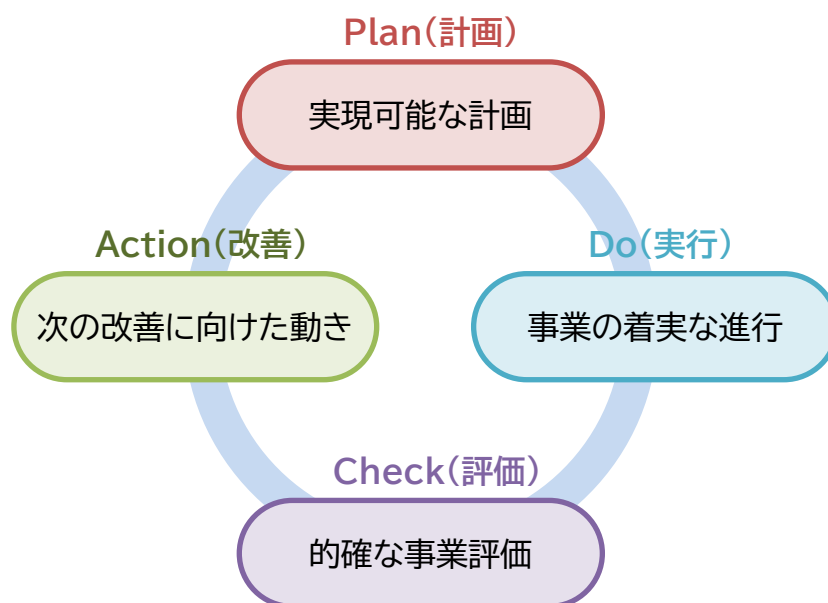 Plan(計画)
実現可能な計画
Action(改善)
次の改善に向けた動き
Do(実行)
事業の着実な進行
Check(評価)
的確な事業評価